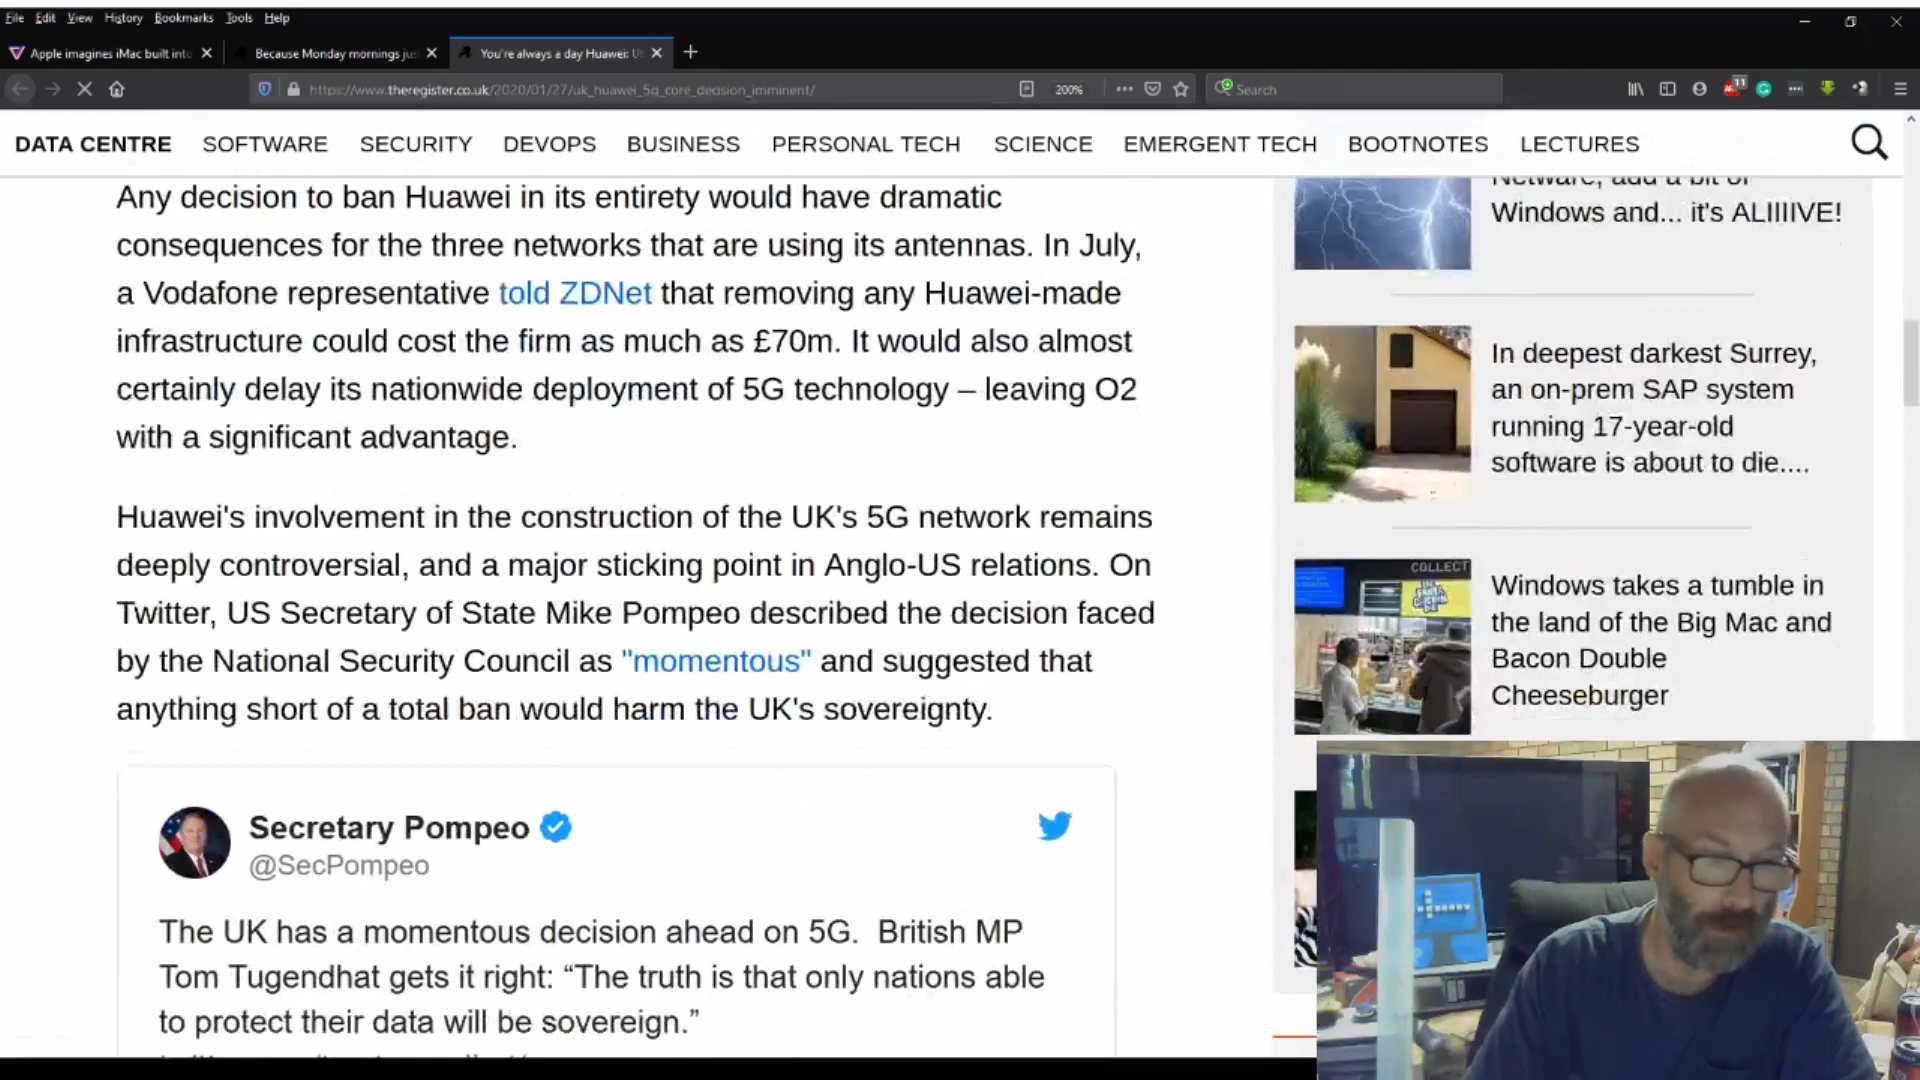 File Edit View History Bookmarks Tools Help
Apple imagines iMac built into
Because Monday mornings jus
You're always a day Huawei: U
https://www.theregister.co.uk/2020/01/27/uk_huawei_5g_core_decision_imminent/
200%
Search
11
DATA CENTRE SOFTWARE SECURITY DEVOPS BUSINESS PERSONAL TECH SCIENCE EMERGENT TECH BOOTNOTES LECTURES
Any decision to ban Huawei in its entirety would have dramatic
consequences for the three networks that are using its antennas. In July,
a Vodafone representative told ZDNet that removing any Huawei-made
infrastructure could cost the firm as much as £70m. It would also almost
certainly delay its nationwide deployment of 5G technology – leaving O2
with a significant advantage.
Huawei's involvement in the construction of the UK's 5G network remains
deeply controversial, and a major sticking point in Anglo-US relations. On
Twitter, US Secretary of State Mike Pompeo described the decision faced
by the National Security Council as "momentous" and suggested that
anything short of a total ban would harm the UK's sovereignty.
Secretary Pompeo
@SecPompeo
The UK has a momentous decision ahead on 5G. British MP
Tom Tugendhat gets it right: “The truth is that only nations able
to protect their data will be sovereign.”
Netware, add a bit of
Windows and... it's ALIIIIVE!
In deepest darkest Surrey,
an on-prem SAP system
running 17-year-old
software is about to die....
COLLECT
Windows takes a tumble in
the land of the Big Mac and
Bacon Double
Cheeseburger